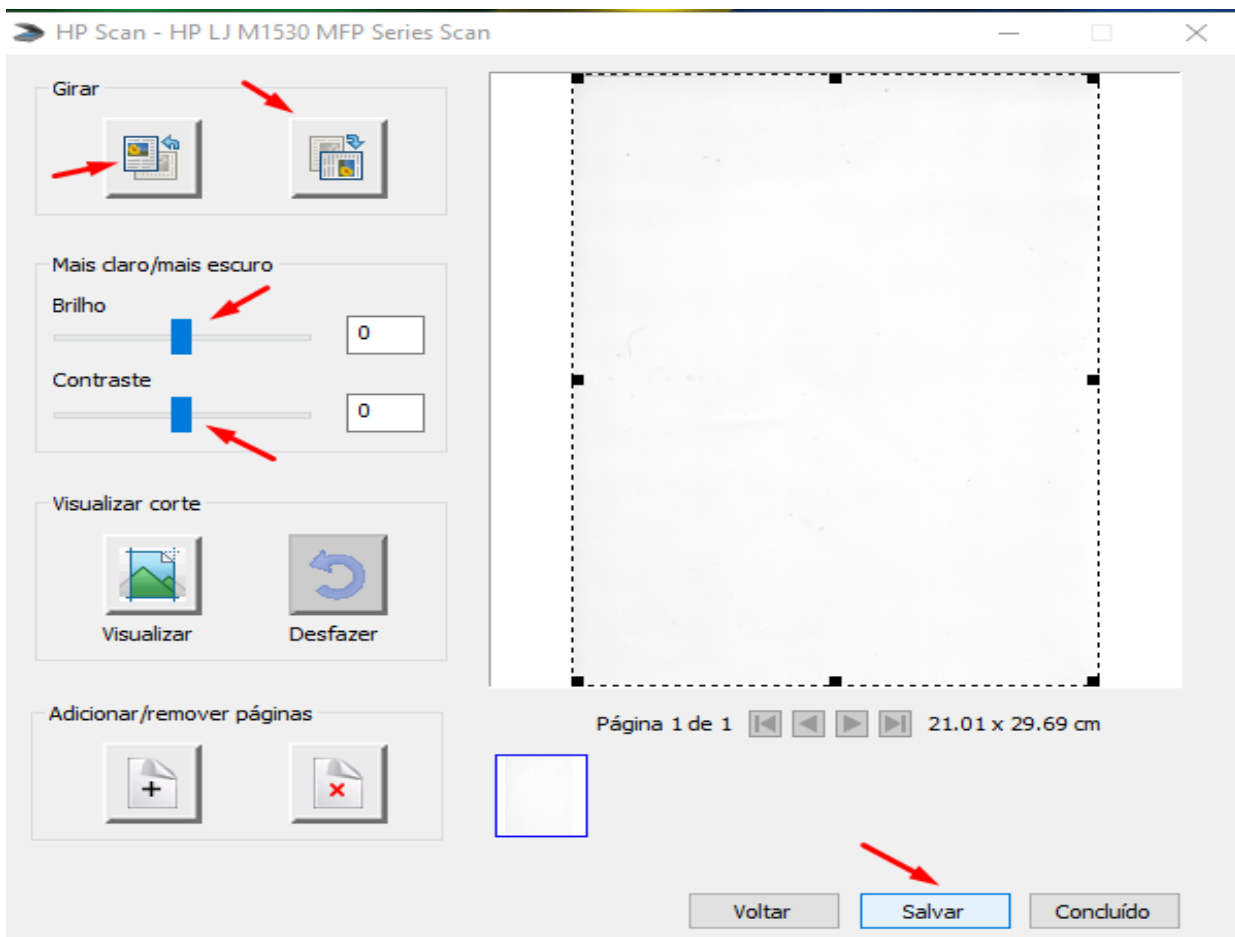 HP Scan - HP LJ M1530 MFP Series Scan
Girar
Mais claro/mais escuro
Brilho
0
Contraste
0
Visualizar corte
Visualizar
Desfazer
Adicionar/remover páginas
Página 1 de 1
21.01 x 29.69 cm
Voltar
Salvar
Concluído